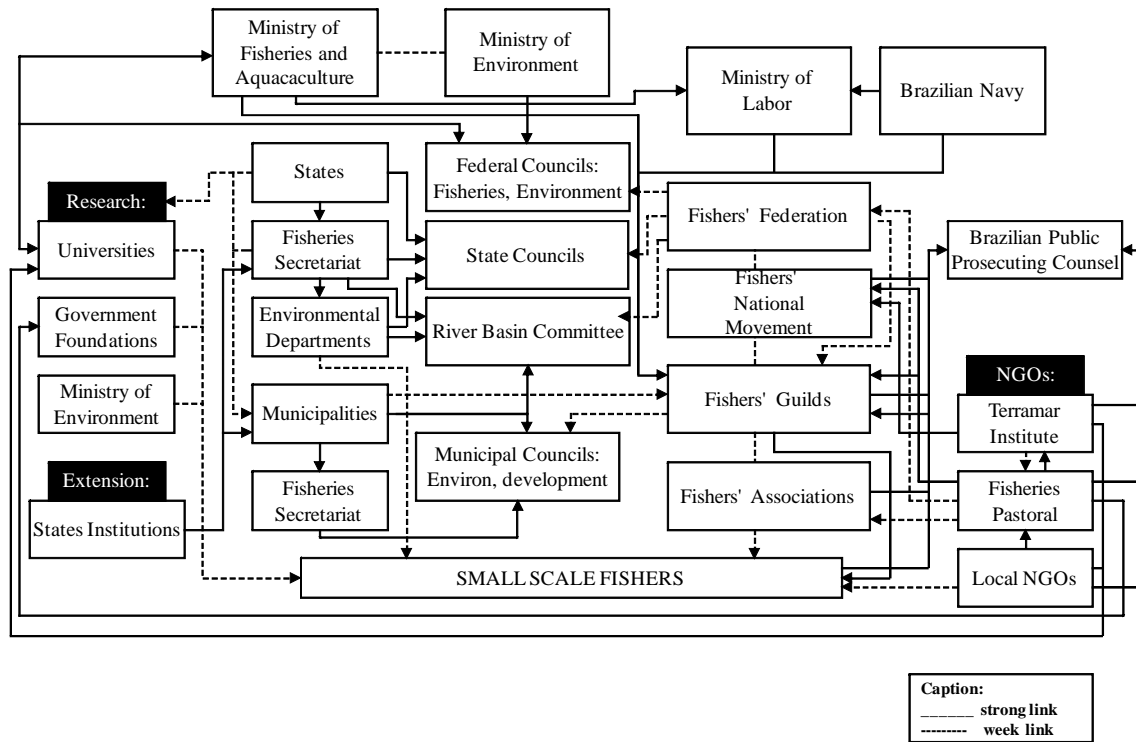 Ministry of
Fisheries and
Aquacaculture
Ministry of
Environment
Ministry of
Labor
Brazilian Navy
States
Federal Councils:
Fisheries, Environment
Research:
Universities
Fisheries
Secretariat
State Councils
Fishers' Federation
Brazilian Public
Prosecuting Counsel
Government
Foundations
Environmental
Departments
River Basin Committee
Fishers'
National
Movement
Ministry of
Environment
Municipalities
Fishers' Guilds
NGOs:
Terramar
Institute
Extension:
States Institutions
Fisheries
Secretariat
Municipal Councils:
Environ, development
Fishers' Associations
Fisheries
Pastoral
SMALL SCALE FISHERS
Local NGOs
Caption:
______ strong link
--------- week link